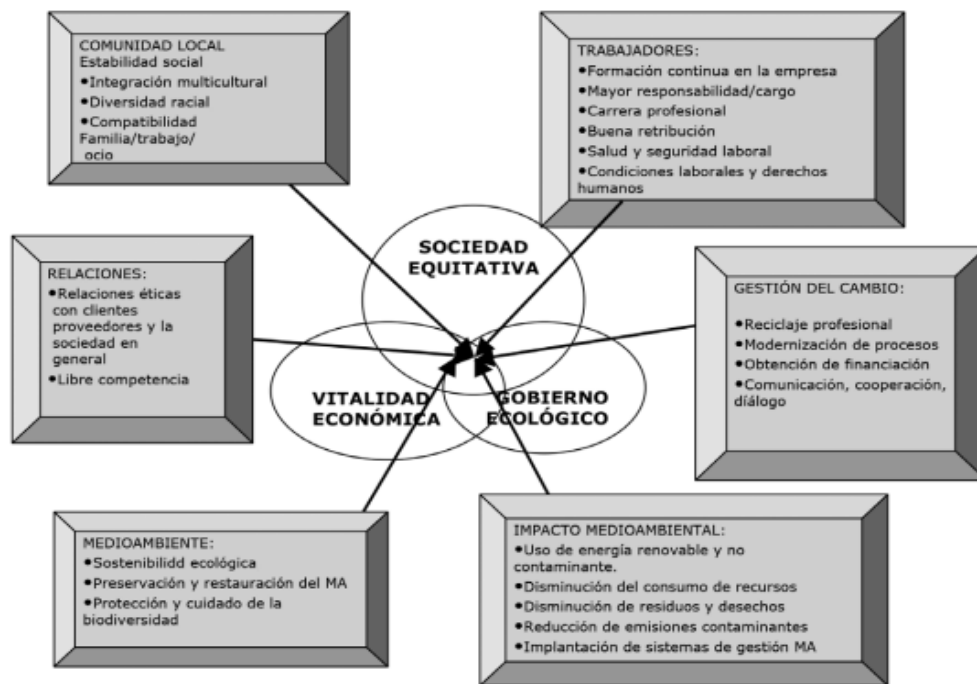 COMUNIDAD LOCAL
Estabilidad social
●Integración multicultural
●Diversidad racial
●Compatibilidad
Familia/trabajo/
ocio
TRABAJADORES:
●Formación continua en la empresa
●Mayor responsabilidad/cargo
●Carrera profesional
●Buena retribución
●Salud y seguridad laboral
●Condiciones laborales y derechos
humanos
SOCIEDAD
EQUITATIVA
RELACIONES:
●Relaciones éticas
con clientes
proveedores y la
sociedad en
general
●Libre competencia
GESTIÓN DEL CAMBIO:
●Reciclaje profesional
●Modernización de procesos
●Obtención de financiación
●Comunicación, cooperación,
díálogo
VITALIDAD
ECONÓMICA
GOBIERNO
ECOLÓGICO
MEDIOAMBIENTE:
●Sostenibilidd ecológica
●Preservación y restauración del MA
●Protección y cuidado de la
biodiversidad
IMPACTO MEDIOAMBIENTAL:
●Uso de energía renovable y no
contaminante.
●Disminución del consumo de recursos
●Disminución de residuos y desechos
●Reducción de emisiones contaminantes
●Implantación de sistemas de gestión MA